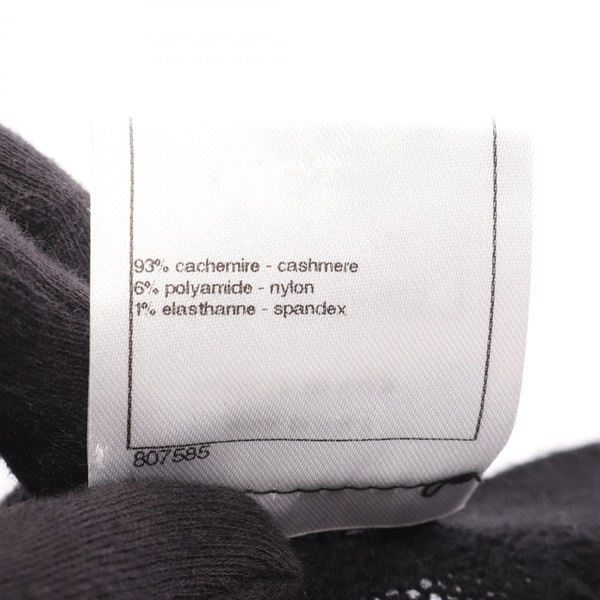 93% cachemire - cashmere
6% polyamide - nylon
1% elasthanne - spandex
807585